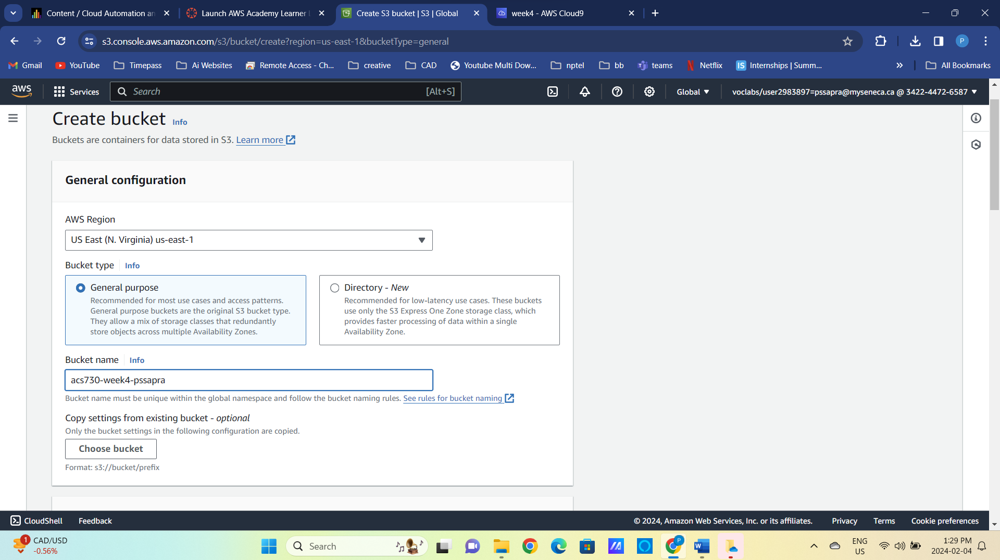 Content / Cloud Automation an
Launch AWS Academy Learner
Create S3 bucket | S3 | Global
week4 - AWS Cloud9
s3.console.aws.amazon.com/s3/bucket/create?region=us-east-1&bucketType=general
P
Gmail
YouTube
Timepass
Ai Websites
Remote Access - Ch...
creative
CAD
Youtube Multi Dow...
nptel
bb
teams
Netflix
IS Internships | Summ...
All Bookmarks
aws
Services
Search
[Alt+S]
Global
voclabs/user2983897=pssapra@myseneca.ca @ 3422-4472-6587
Create bucket Info
Buckets are containers for data stored in S3. Learn more
General configuration
AWS Region
US East (N. Virginia) us-east-1
Bucket type Info
General purpose
Recommended for most use cases and access patterns.
General purpose buckets are the original S3 bucket type.
They allow a mix of storage classes that redundantly
store objects across multiple Availability Zones.
Directory - New
Recommended for low-latency use cases. These buckets
use only the S3 Express One Zone storage class, which
provides faster processing of data within a single
Availability Zone.
Bucket name Info
acs730-week4-pssapra
Bucket name must be unique within the global namespace and follow the bucket naming rules. See rules for bucket naming
Copy settings from existing bucket - optional
Only the bucket settings in the following configuration are copied.
Choose bucket
Format: s3://bucket/prefix
CloudShell
Feedback
© 2024, Amazon Web Services, Inc. or its affiliates.
Privacy
Terms
Cookie preferences
1
CAD/USD
-0.56%
Search
P
W
ENG
US
1:29 PM
2024-02-04